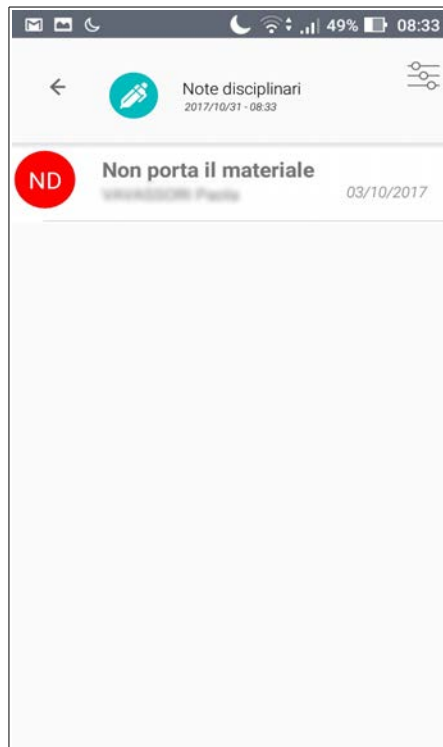 49% 08:33
Note disciplinari
2017/10/31 - 08:33
ND
Non porta il materiale
03/10/2017